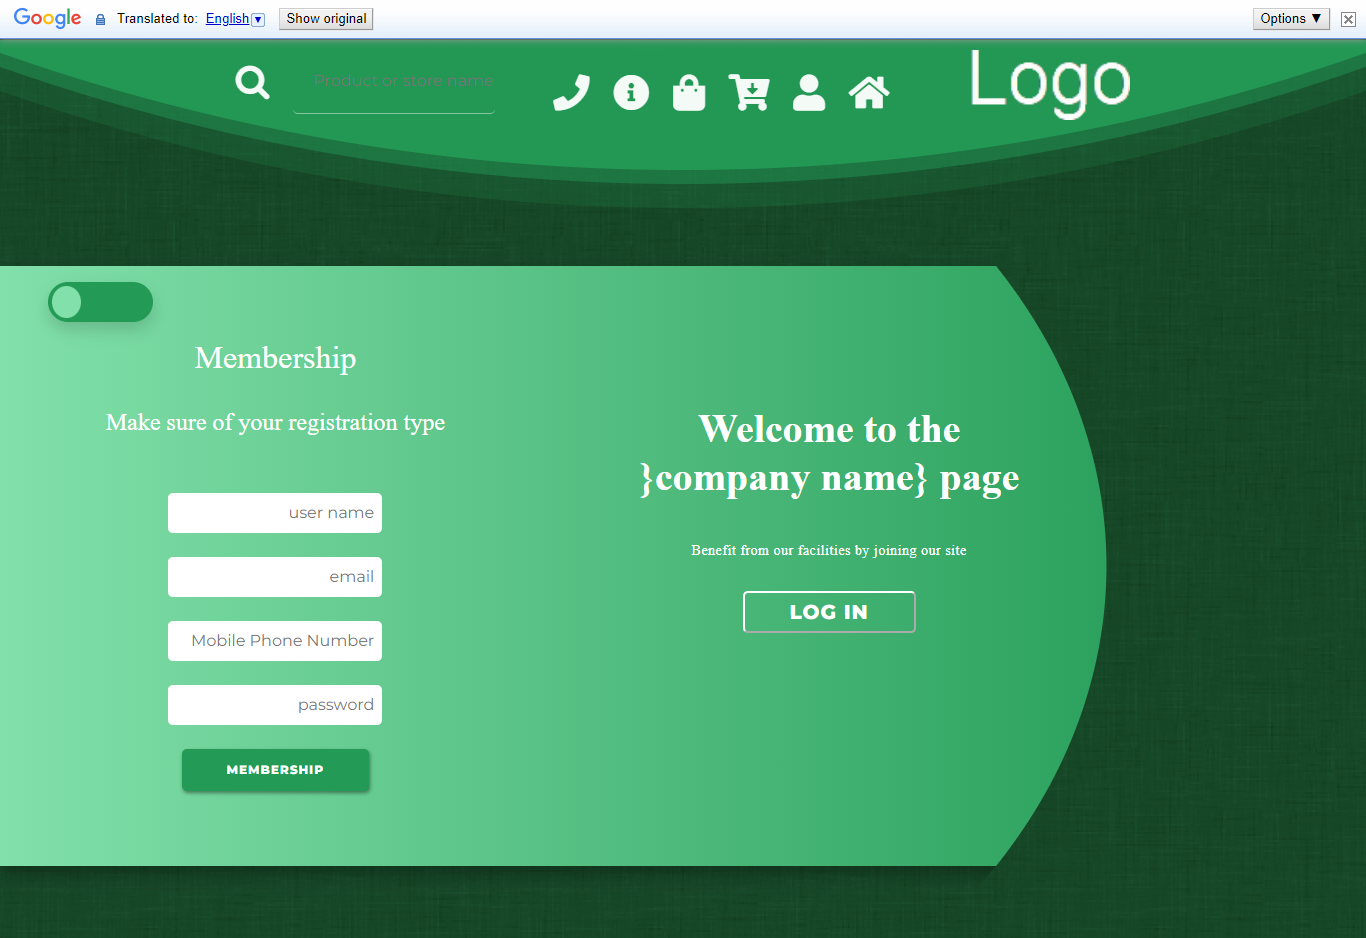 Google Translated to: English Show original Options ▼
Product or store name
Logo
Membership
Make sure of your registration type
user name
email
Mobile Phone Number
password
MEMBERSHIP
Welcome to the
}company name} page
Benefit from our facilities by joining our site
LOG IN